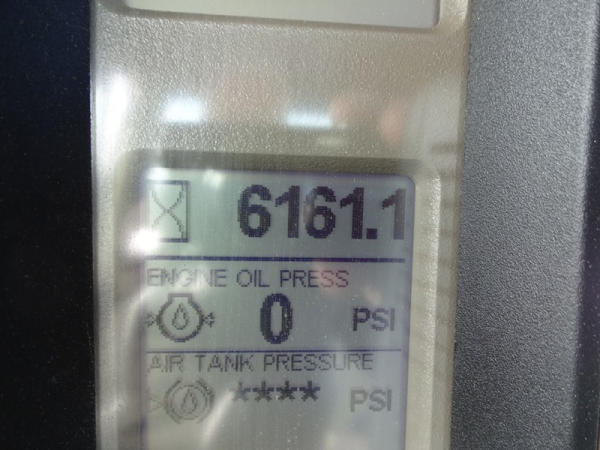 6161.1
ENGINE OIL PRESS
0 PSI
AIR TANK PRESSURE
**** PSI